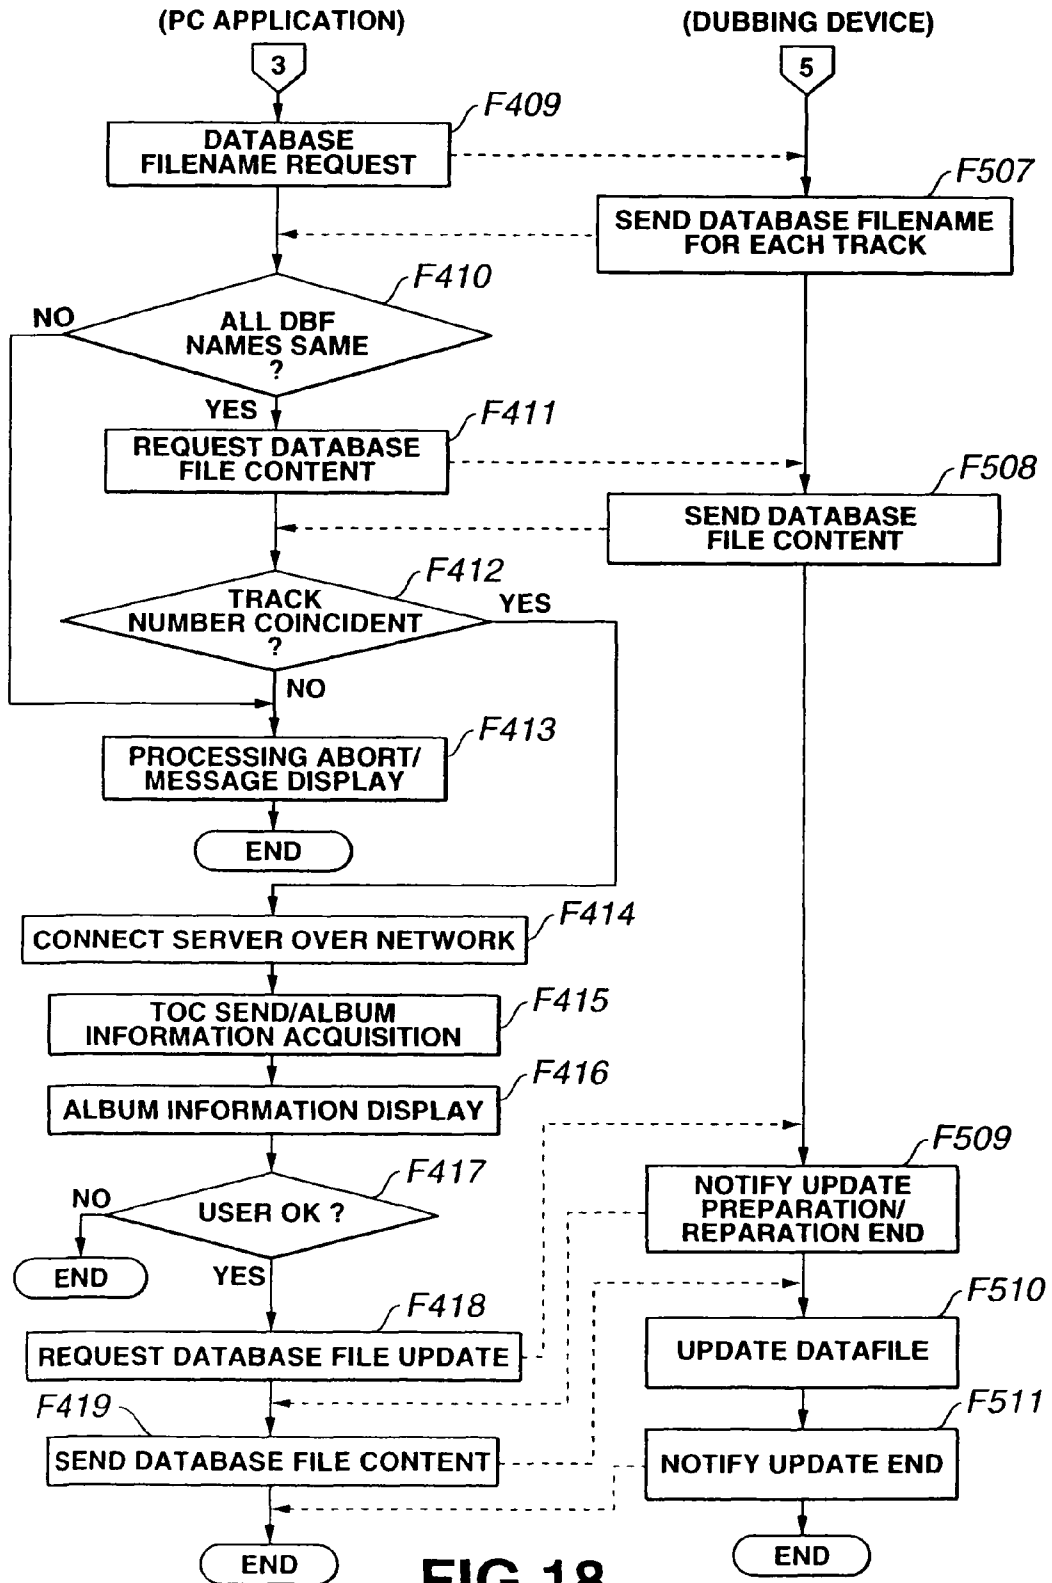 (PC APPLICATION)
(DUBBING DEVICE)
3
5
F409
DATABASE
FILENAME REQUEST
F507
SEND DATABASE FILENAME
FOR EACH TRACK
F410
NO
ALL DBF
NAMES SAME
?
YES
F411
REQUEST DATABASE
FILE CONTENT
F508
SEND DATABASE
FILE CONTENT
F412
TRACK
NUMBER COINCIDENT
?
YES
NO
F413
PROCESSING ABORT/
MESSAGE DISPLAY
END
F414
CONNECT SERVER OVER NETWORK
F415
TOC SEND/ALBUM
INFORMATION ACQUISITION
F416
ALBUM INFORMATION DISPLAY
F509
NOTIFY UPDATE
PREPARATION/
REPARATION END
F417
NO
USER OK ?
END
YES
F510
UPDATE DATAFILE
F418
REQUEST DATABASE FILE UPDATE
F511
NOTIFY UPDATE END
F419
SEND DATABASE FILE CONTENT
END
END
FIG.18